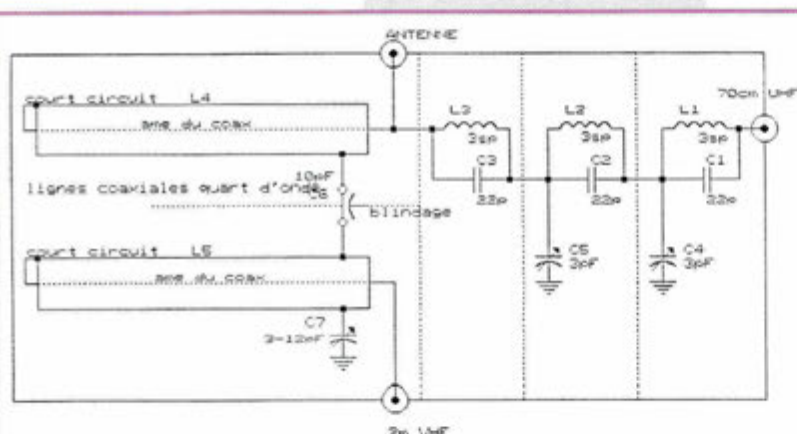 ANTENNE
court circuit L4
ame du coax
70cm UHF
L3
3sp
C3
22p
L2
3sp
C2
22p
L1
3sp
C1
22p
10pF
C6
lignes coaxiales quart d'onde
blindage
court circuit L5
ame du coax
C5
3pF
C4
3pF
C7
3-12pF
2m VHF